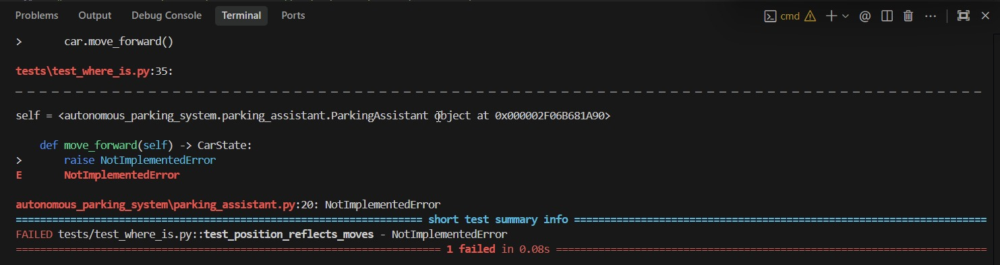 Problems Output Debug Console Terminal Ports cmd
> car.move_forward()
tests\test_where_is.py:35:
_ _ _ _ _ _ _ _ _ _ _ _ _ _ _ _ _ _ _ _ _ _ _ _ _ _ _ _ _ _ _ _ _ _ _ _ _ _ _ _ _ _ _ _ _ _ _ _ _ _ _ _ _ _ _ _ _ _ _ _ _ _ _ _ _ _ _ _ _ _ _ _ _ _ _ _ _ _ _ _
self = <autonomous_parking_system.parking_assistant.ParkingAssistant object at 0x000002F06B681A90>
def move_forward(self) -> CarState:
> raise NotImplementedError
E NotImplementedError
autonomous_parking_system\parking_assistant.py:20: NotImplementedError
=================================================================== short test summary info ====================================================================
FAILED tests/test_where_is.py::test_position_reflects_moves - NotImplementedError
====================================================================== 1 failed in 0.08s =======================================================================